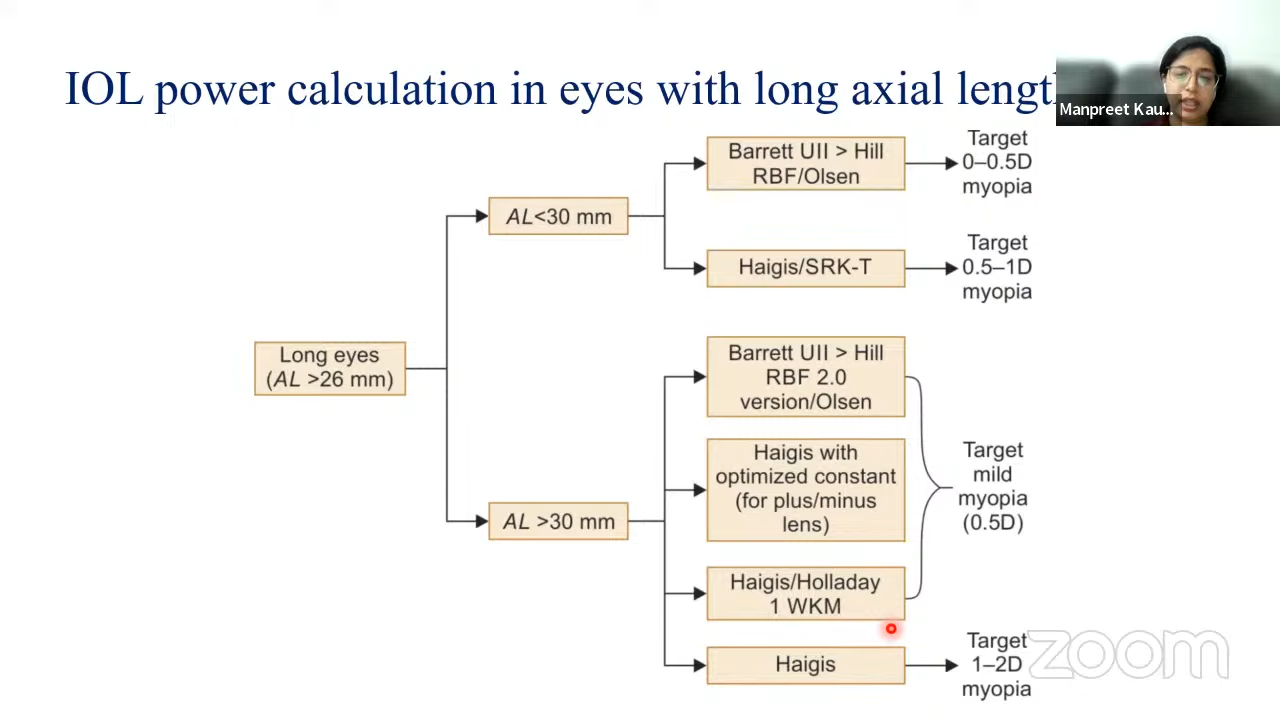 IOL power calculation in eyes with long axial lengt
Manpreet Kau...
Long eyes
(AL >26 mm)
AL<30 mm
Barrett UII > Hill
RBF/Olsen
Target
0–0.5D
myopia
Haigis/SRK-T
Target
0.5–1D
myopia
AL >30 mm
Barrett UII > Hill
RBF 2.0
version/Olsen
Haigis with
optimized constant
(for plus/minus
lens)
Haigis/Holladay
1 WKM
Target
mild
myopia
(0.5D)
Haigis
Target
1–2D
myopia
zoom